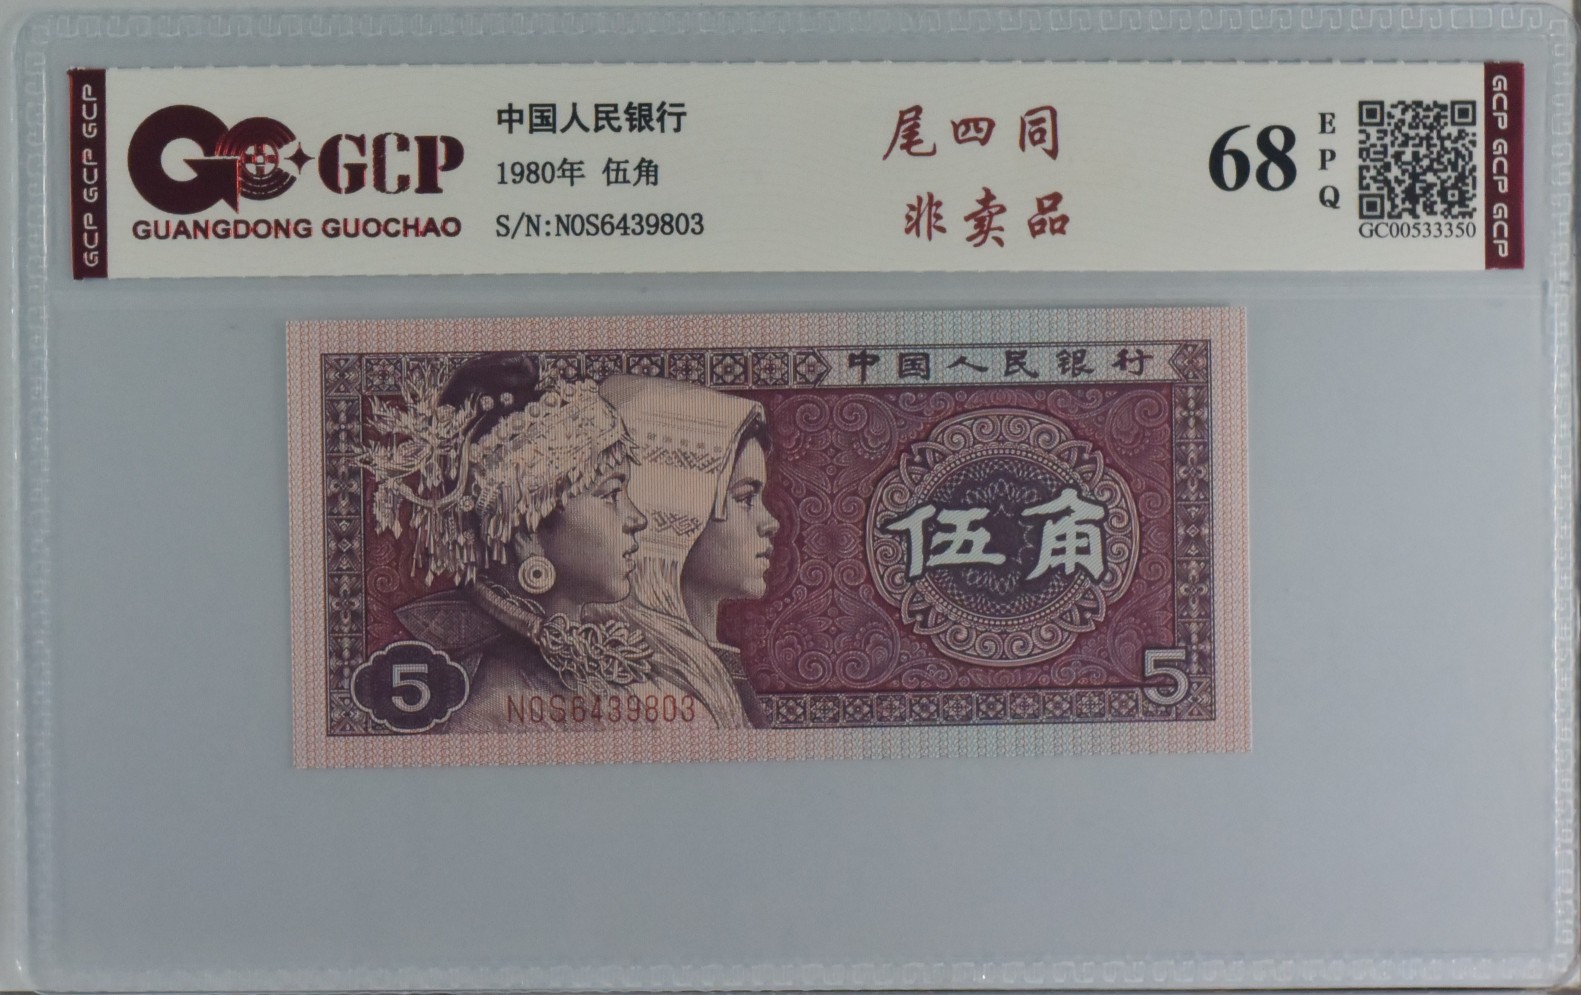 GCP GCP GCP
GCP
GUANGDONG GUOCHAO
中国人民银行
1980年 伍角
S/N:N0S6439803
尾四同
非卖品
68
EPQ
GC00533350
GCP GCP GCP
中国人民银行
伍角
5
5
N0S6439803